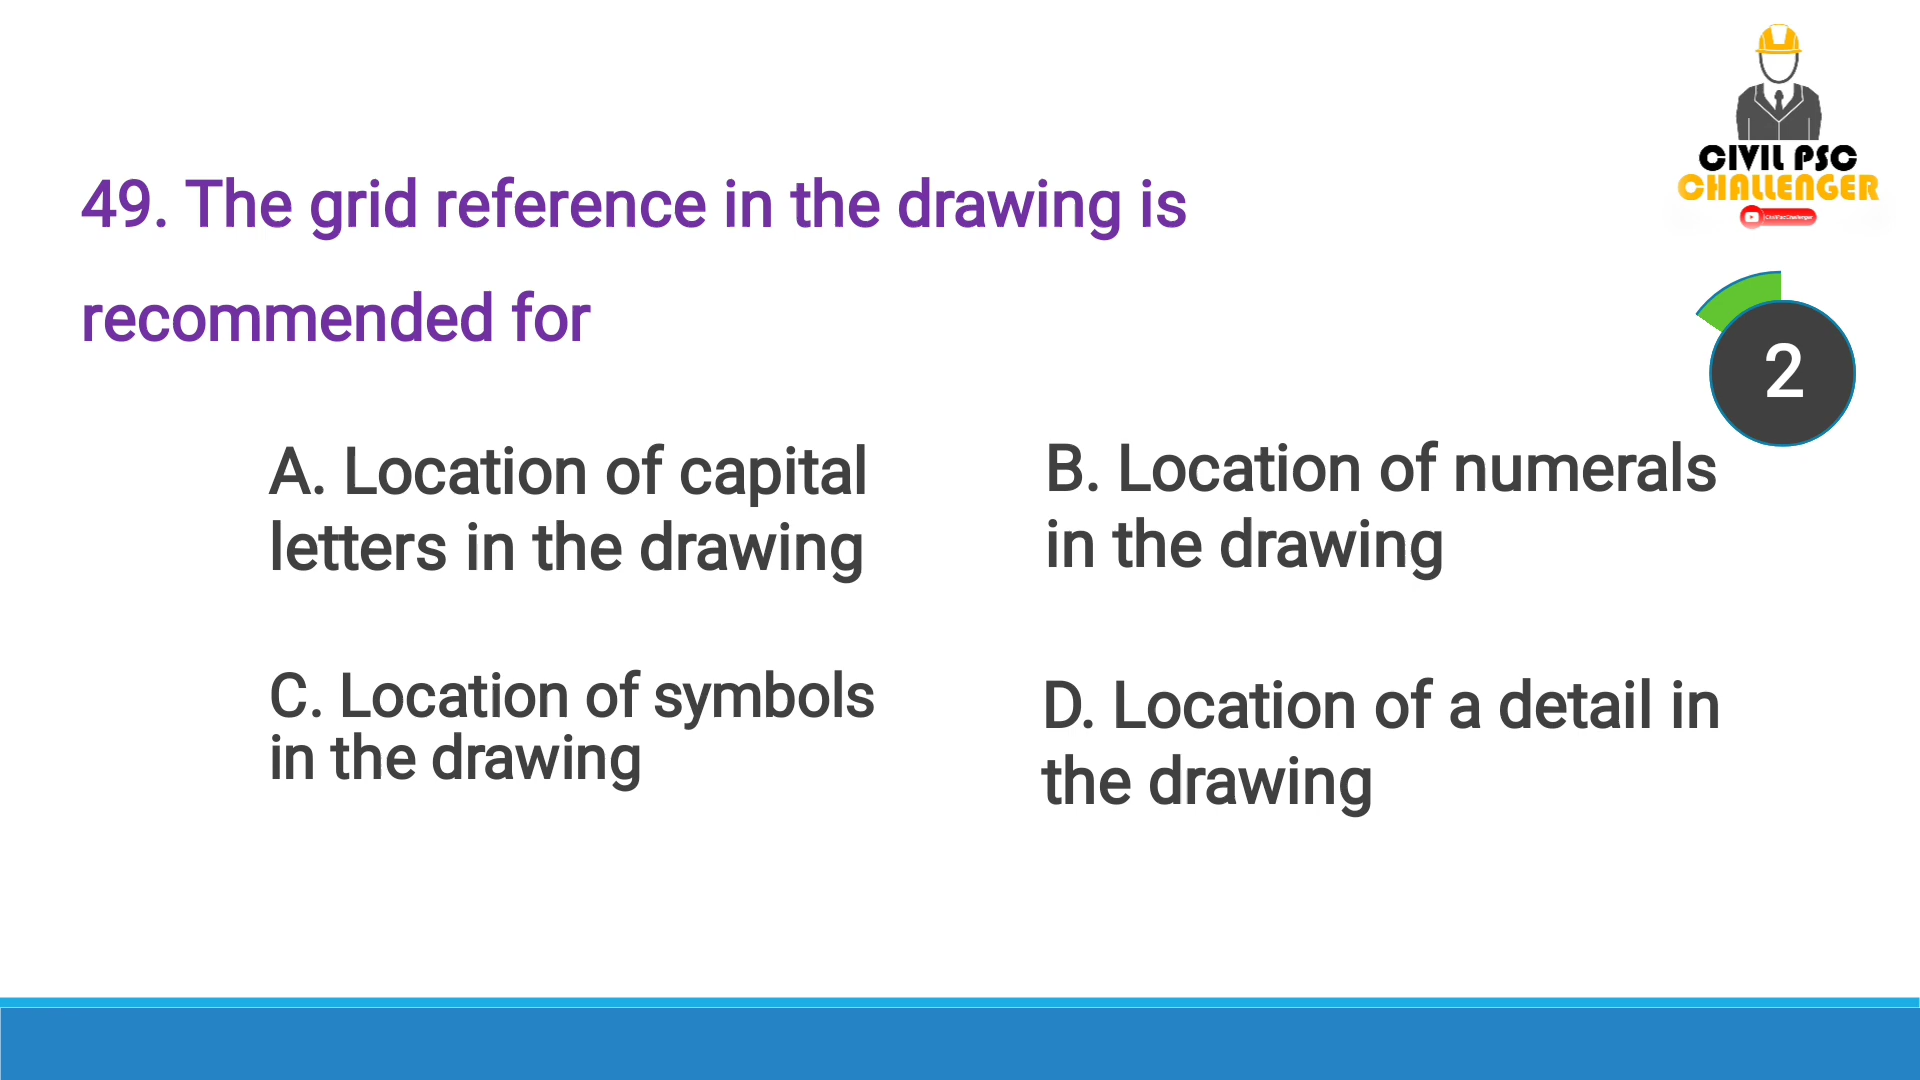 CIVIL PSC
CHALLENGER
49. The grid reference in the drawing is
recommended for
2
A. Location of capital
letters in the drawing
B. Location of numerals
in the drawing
C. Location of symbols
in the drawing
D. Location of a detail in
the drawing